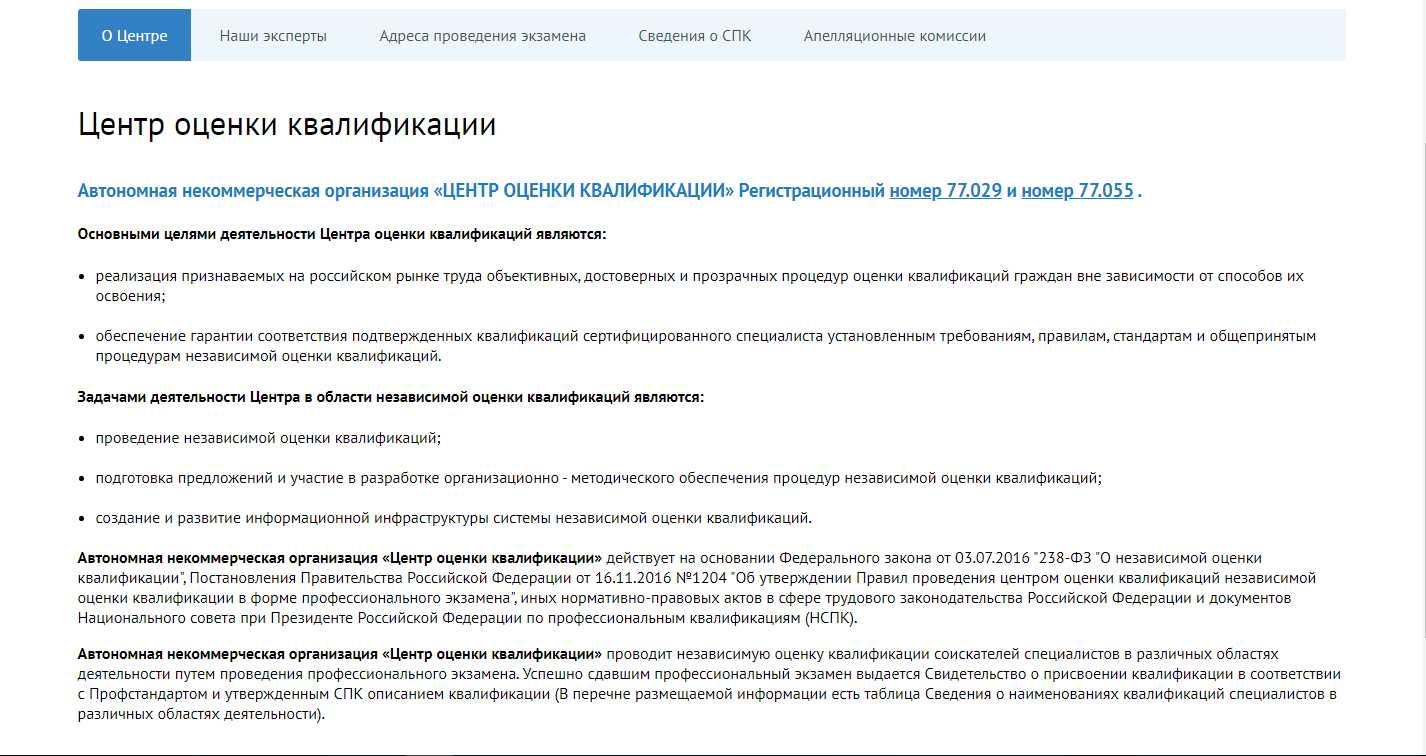 О Центре Наши эксперты Адреса проведения экзамена Сведения о СПК Апелляционные комиссии
Центр оценки квалификации
Автономная некоммерческая организация «ЦЕНТР ОЦЕНКИ КВАЛИФИКАЦИИ» Регистрационный номер 77.029 и номер 77.055 .
Основными целями деятельности Центра оценки квалификаций являются:
• реализация признаваемых на российском рынке труда объективных, достоверных и прозрачных процедур оценки квалификаций граждан вне зависимости от способов их
освоения;
• обеспечение гарантии соответствия подтвержденных квалификаций сертифицированного специалиста установленным требованиям, правилам, стандартам и общепринятым
процедурам независимой оценки квалификаций.
Задачами деятельности Центра в области независимой оценки квалификаций являются:
• проведение независимой оценки квалификаций;
• подготовка предложений и участие в разработке организационно - методического обеспечения процедур независимой оценки квалификаций;
• создание и развитие информационной инфраструктуры системы независимой оценки квалификаций.
Автономная некоммерческая организация «Центр оценки квалификации» действует на основании Федерального закона от 03.07.2016 "238-ФЗ "О независимой оценки
квалификации", Постановления Правительства Российской Федерации от 16.11.2016 №1204 "Об утверждении Правил проведения центром оценки квалификаций независимой
оценки квалификации в форме профессионального экзамена", иных нормативно-правовых актов в сфере трудового законодательства Российской Федерации и документов
Национального совета при Президенте Российской Федерации по профессиональным квалификациям (НСПК).
Автономная некоммерческая организация «Центр оценки квалификации» проводит независимую оценку квалификации соискателей специалистов в различных областях
деятельности путем проведения профессионального экзамена. Успешно сдавшим профессиональный экзамен выдается Свидетельство о присвоении квалификации в соответствии
с Профстандартом и утвержденным СПК описанием квалификации (В перечне размещаемой информации есть таблица Сведения о наименованиях квалификаций специалистов в
различных областях деятельности).